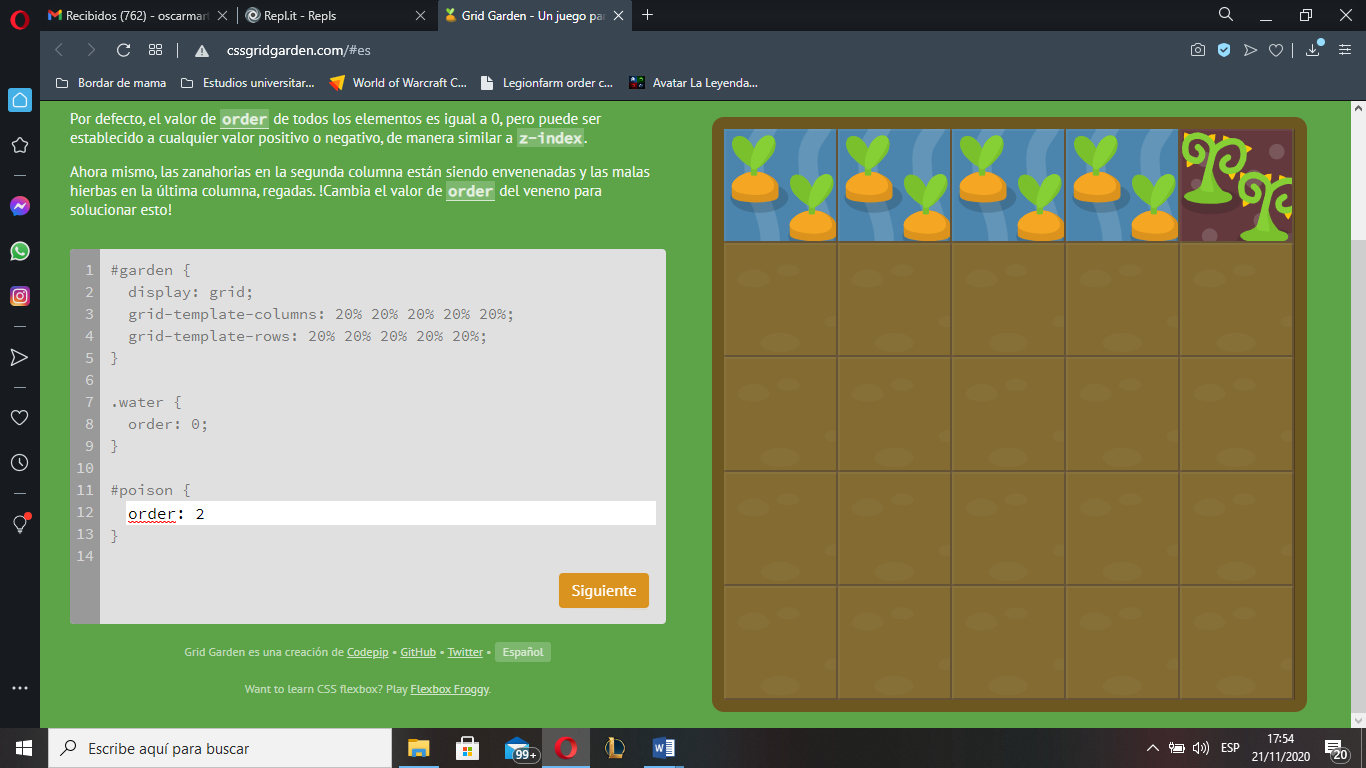 Recibidos (762) - oscarmart
Repl.it - Repls
Grid Garden - Un juego par
cssgridgarden.com/#es
Bordar de mama
Estudios universitar...
World of Warcraft C...
Legionfarm order c...
Avatar La Leyenda...
Por defecto, el valor de order de todos los elementos es igual a 0, pero puede ser
establecido a cualquier valor positivo o negativo, de manera similar a z-index.
Ahora mismo, las zanahorias en la segunda columna están siendo envenenadas y las malas
hierbas en la última columna, regadas. !Cambia el valor de order del veneno para
solucionar esto!
1 #garden {
2 display: grid;
3 grid-template-columns: 20% 20% 20% 20% 20%;
4 grid-template-rows: 20% 20% 20% 20% 20%;
5 }
6
7 .water {
8 order: 0;
9 }
10
11 #poison {
12 order: 2
13 }
14
Siguiente
Grid Garden es una creación de Codepip • GitHub • Twitter • Español
Want to learn CSS flexbox? Play Flexbox Froggy.
Escribe aquí para buscar
99+
ESP
17:54
21/11/2020
20